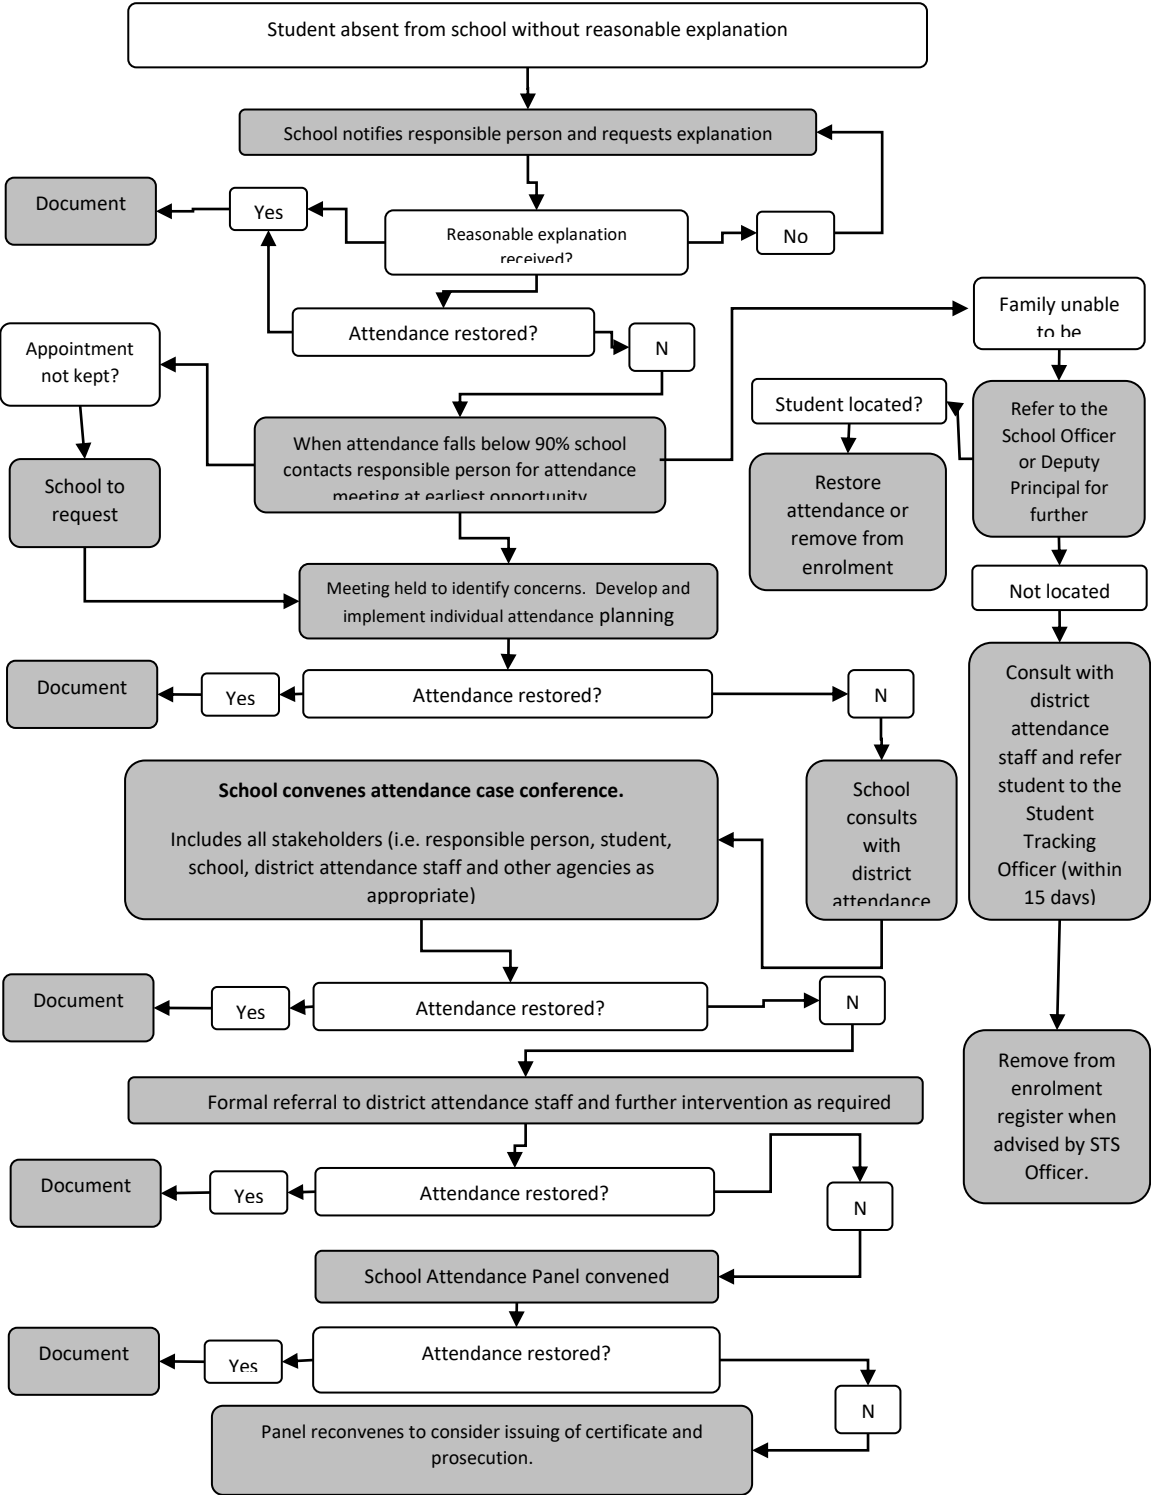 Student absent from school without reasonable explanation
School notifies responsible person and requests explanation
Document
Yes
Reasonable explanation
received?
No
Attendance restored?
N
Family unable
to be
Appointment
not kept?
Student located?
Refer to the
School Officer
or Deputy
Principal for
further
When attendance falls below 90% school
contacts responsible person for attendance
meeting at earliest opportunity
School to
request
Restore
attendance or
remove from
enrolment
Meeting held to identify concerns.  Develop and
implement individual attendance planning
Not located
Document
Yes
Attendance restored?
N
Consult with
district
attendance
staff and refer
student to the
Student
Tracking
Officer (within
15 days)
School convenes attendance case conference.
Includes all stakeholders (i.e. responsible person, student,
school, district attendance staff and other agencies as
appropriate)
School
consults
with
district
attendance
Document
Yes
Attendance restored?
N
Remove from
enrolment
register when
advised by STS
Officer.
Formal referral to district attendance staff and further intervention as required
Document
Yes
Attendance restored?
N
School Attendance Panel convened
Document
Yes
Attendance restored?
N
Panel reconvenes to consider issuing of certificate and
prosecution.